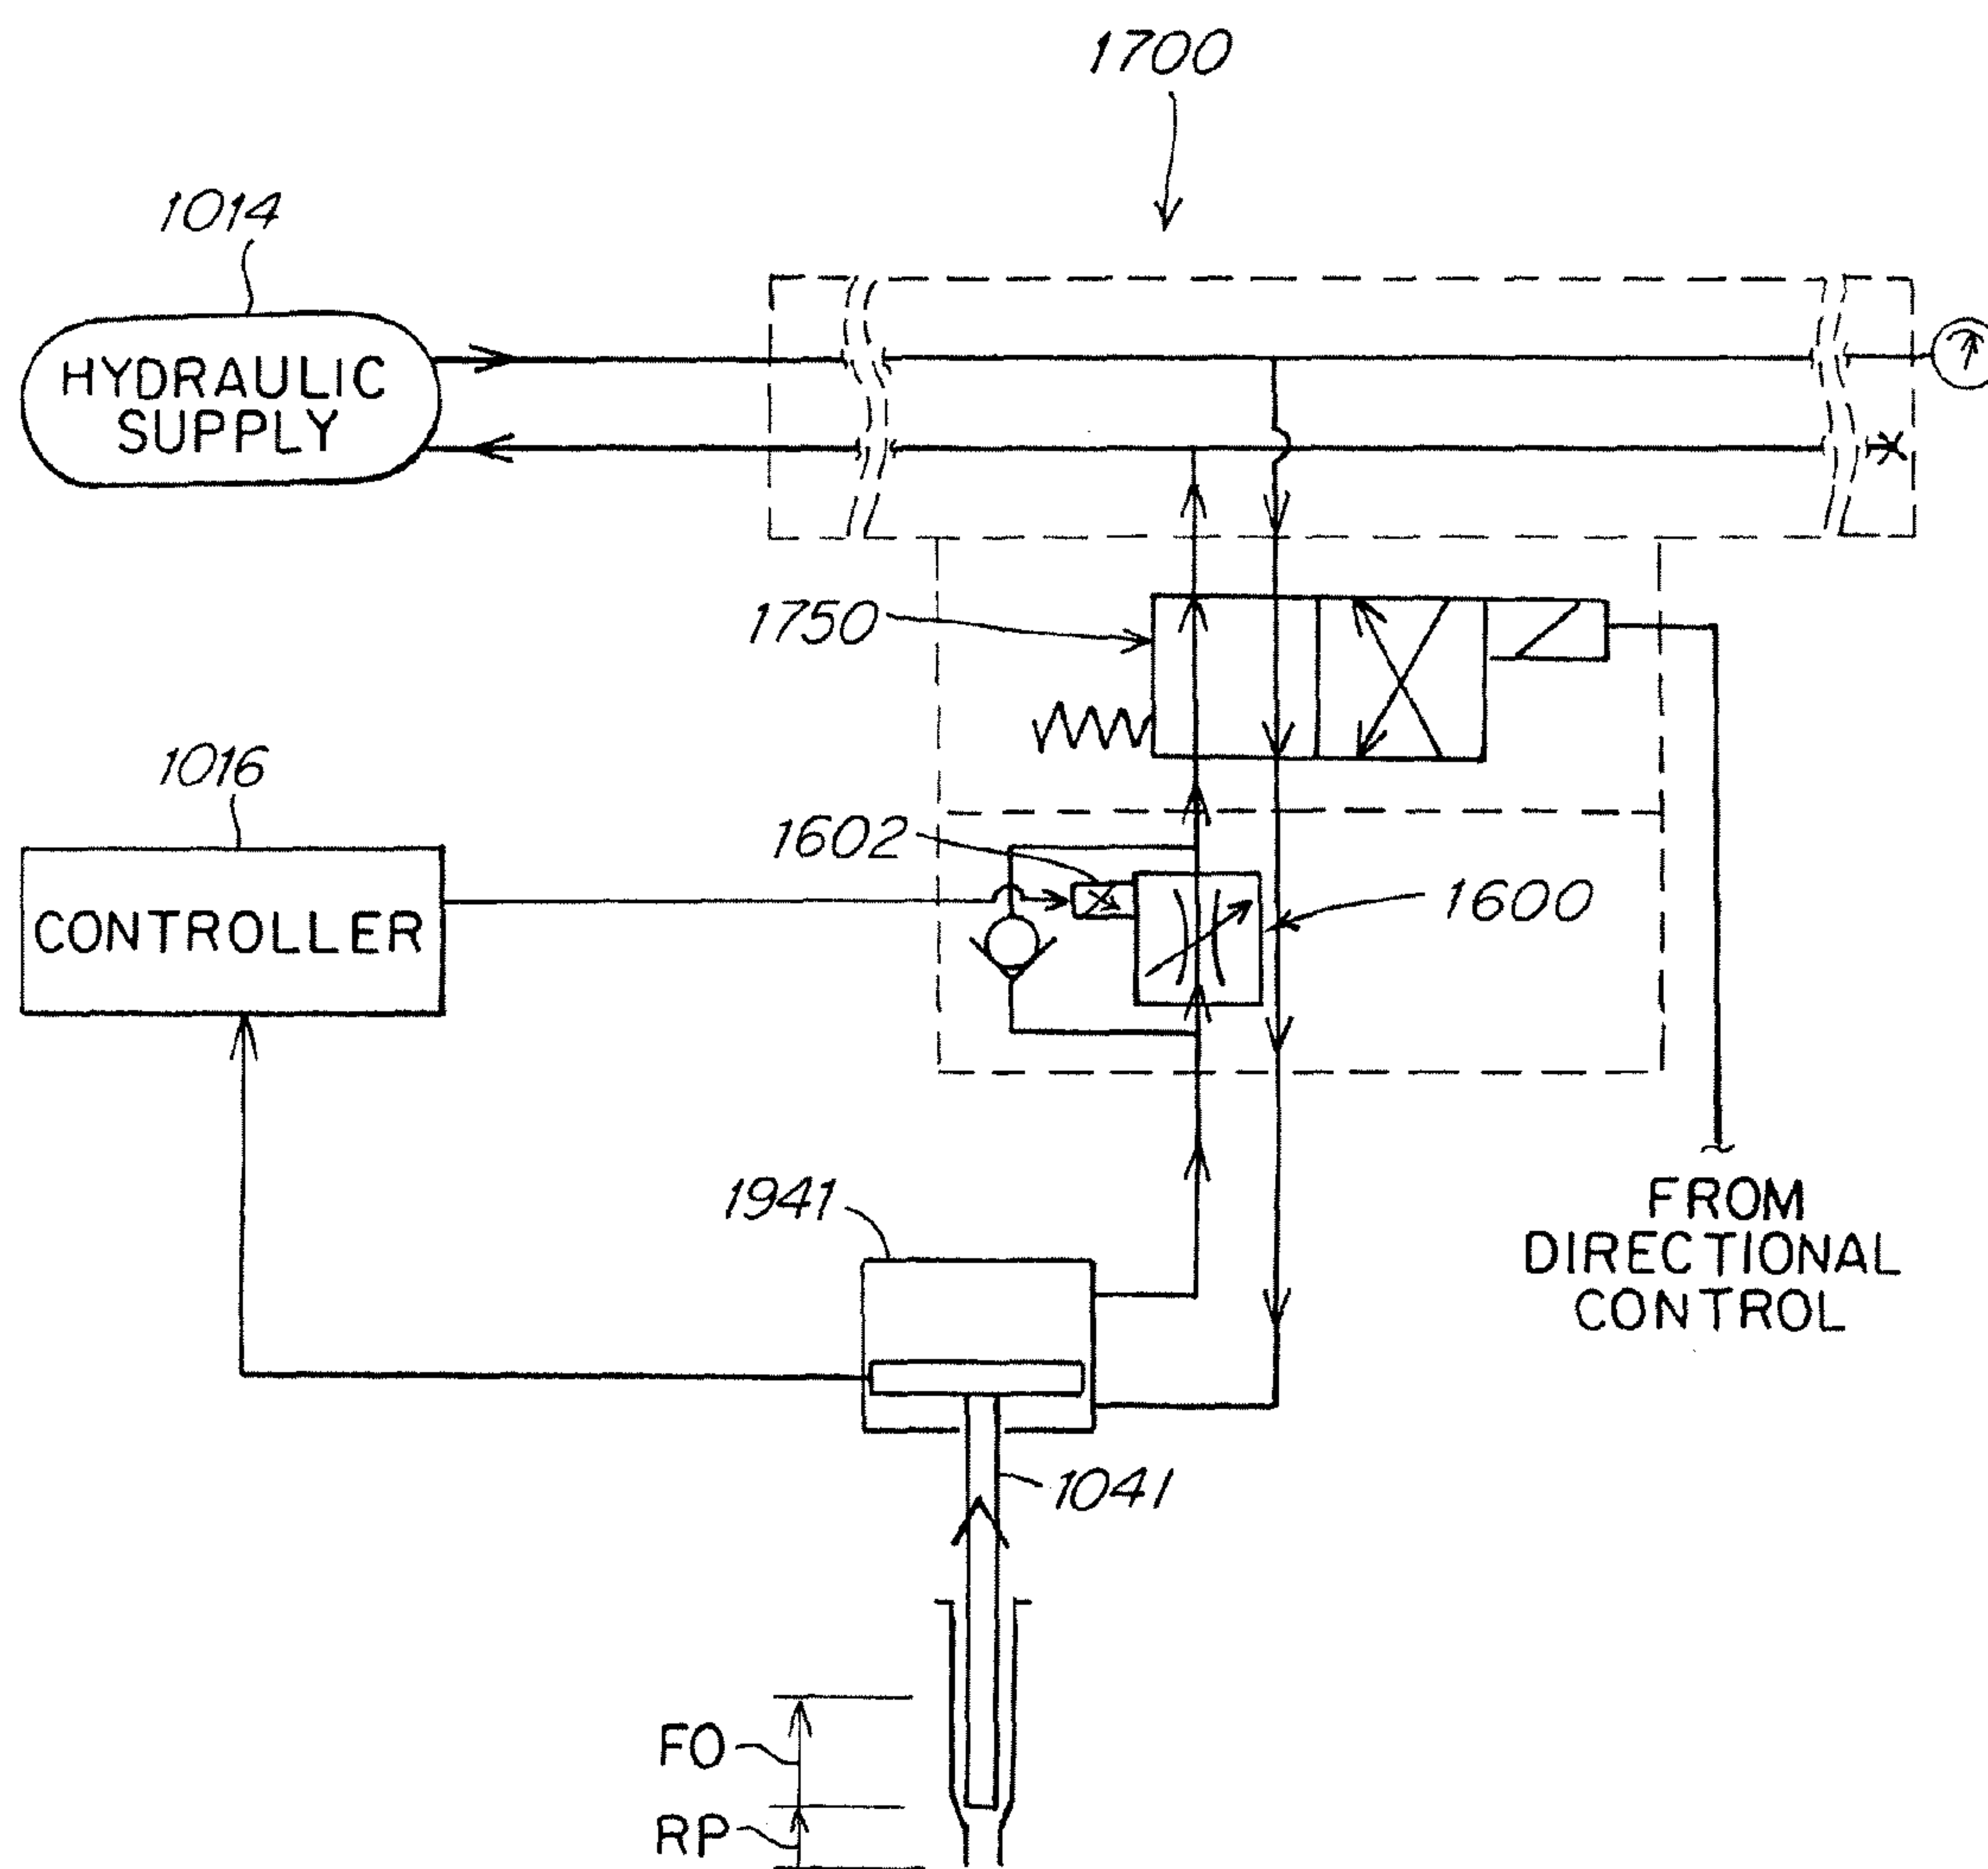 1700
1014
HYDRAULIC
SUPPLY
1750
1016
1602
1600
CONTROLLER
1941
FROM
DIRECTIONAL
CONTROL
1041
FO
RP